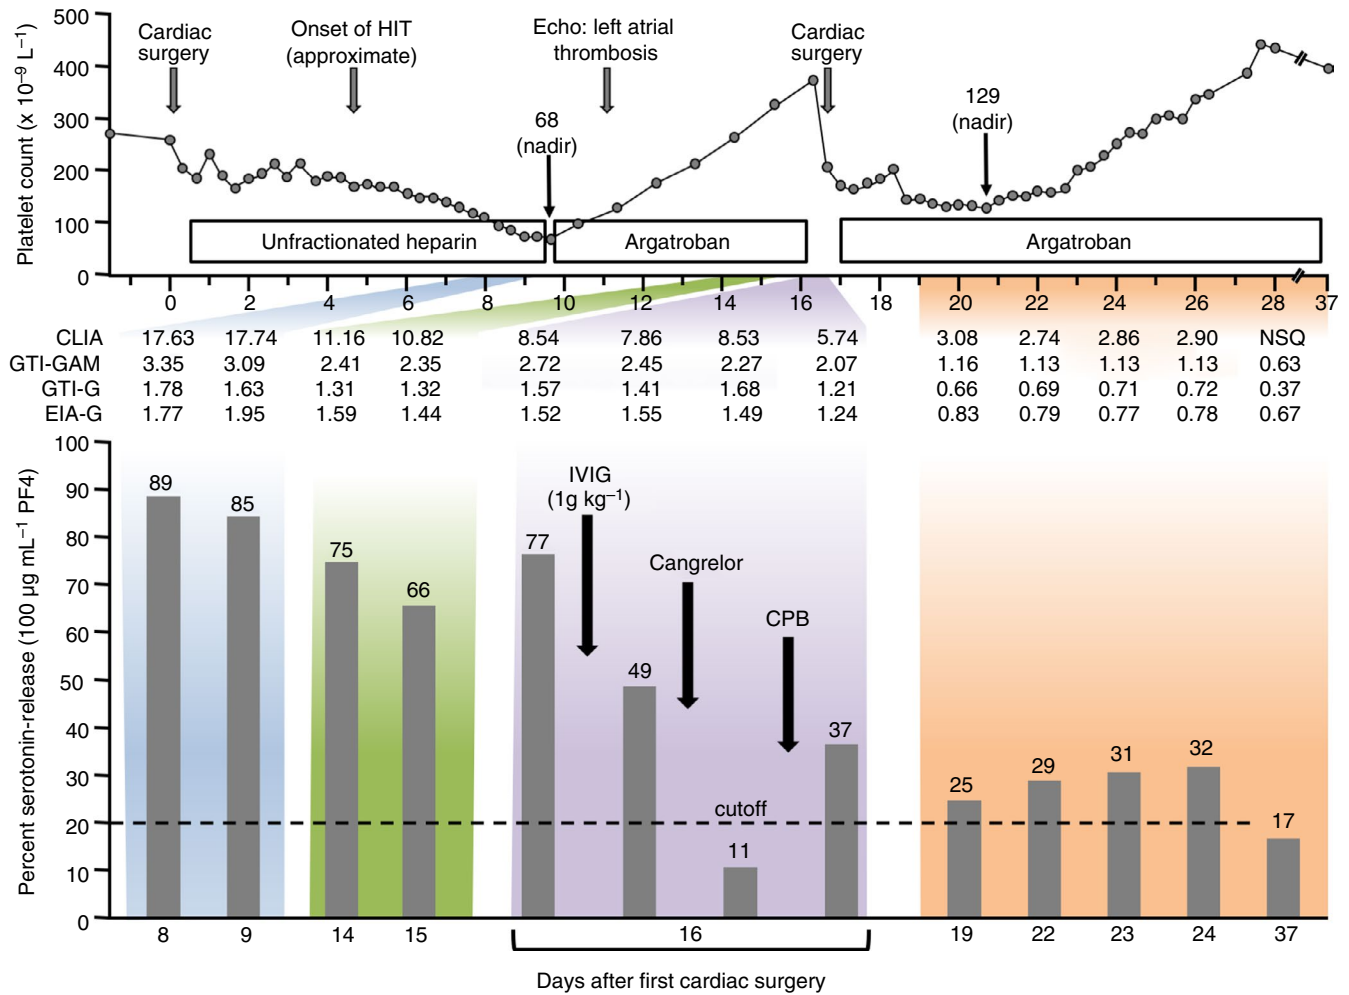 Platelet count (x 10⁻⁹ L⁻¹)
500
400
300
200
100
0
Cardiac
surgery
Onset of HIT
(approximate)
Echo: left atrial
thrombosis
Cardiac
surgery
68
(nadir)
129
(nadir)
Unfractionated heparin
Argatroban
Argatroban
0 2 4 6 8 10 12 14 16 18 20 22 24 26 28 37
CLIA 17.63 17.74 11.16 10.82 8.54 7.86 8.53 5.74 3.08 2.74 2.86 2.90 NSQ
GTI-GAM 3.35 3.09 2.41 2.35 2.72 2.45 2.27 2.07 1.16 1.13 1.13 1.13 0.63
GTI-G 1.78 1.63 1.31 1.32 1.57 1.41 1.68 1.21 0.66 0.69 0.71 0.72 0.37
EIA-G 1.77 1.95 1.59 1.44 1.52 1.55 1.49 1.24 0.83 0.79 0.77 0.78 0.67
Percent serotonin-release (100 µg mL⁻¹ PF4)
100
90
80
70
60
50
40
30
20
10
0
89
85
75
66
77
IVIG
(1g kg⁻¹)
49
Cangrelor
cutoff
11
CPB
37
25
29
31
32
17
8 9 14 15 16 19 22 23 24 37
Days after first cardiac surgery